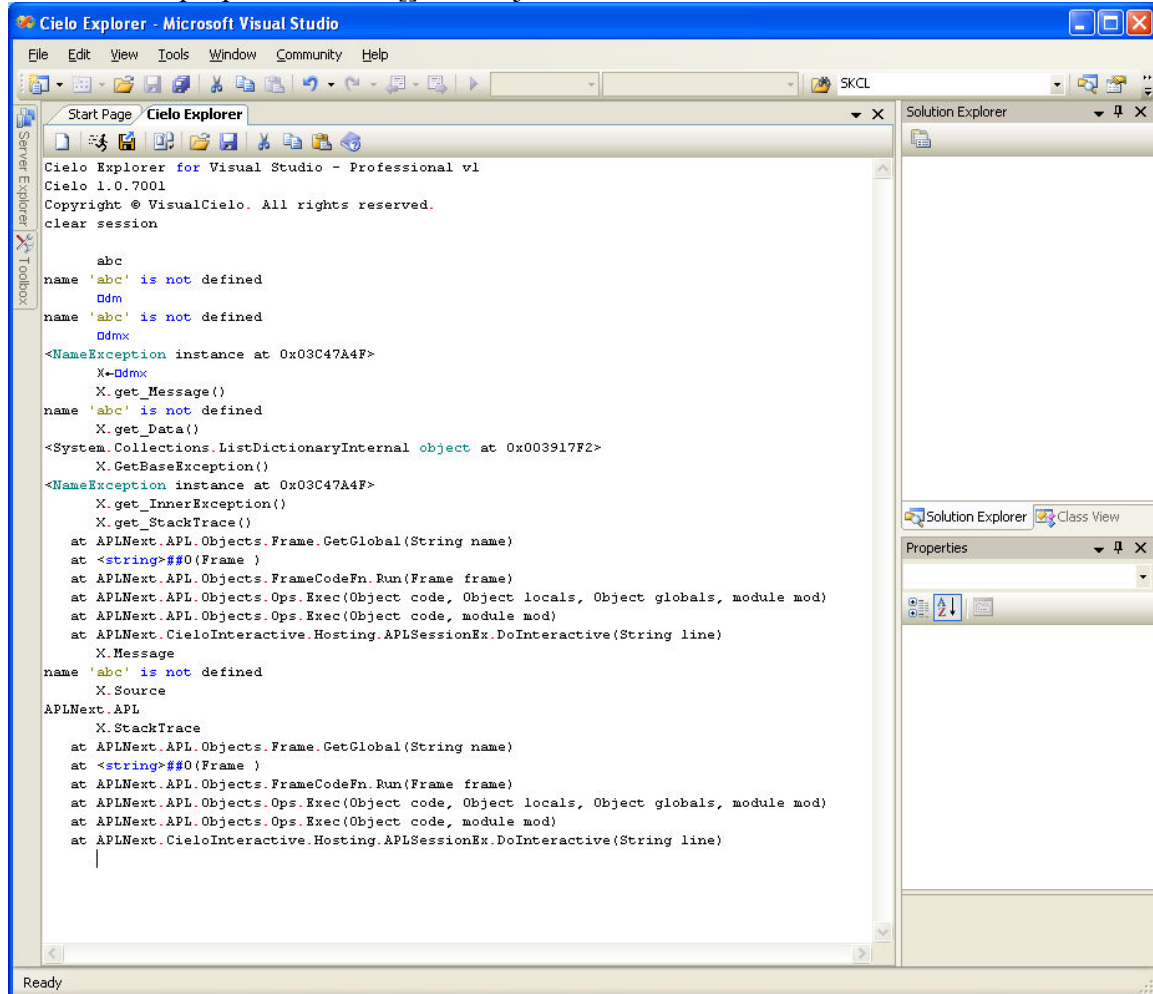 Cielo Explorer - Microsoft Visual Studio
File Edit View Tools Window Community Help
SKCL
Start Page Cielo Explorer
Solution Explorer
Server Explorer
Toolbox
Cielo Explorer for Visual Studio - Professional v1
Cielo 1.0.7001
Copyright © VisualCielo. All rights reserved.
clear session
abc
name 'abc' is not defined
⎕dm
name 'abc' is not defined
⎕dmx
<NameException instance at 0x03C47A4F>
X←⎕dmx
X.get_Message()
name 'abc' is not defined
X.get_Data()
<System.Collections.ListDictionaryInternal object at 0x003917F2>
X.GetBaseException()
<NameException instance at 0x03C47A4F>
X.get_InnerException()
X.get_StackTrace()
at APLNext.APL.Objects.Frame.GetGlobal(String name)
at <string>##0(Frame )
at APLNext.APL.Objects.FrameCodeFn.Run(Frame frame)
at APLNext.APL.Objects.Ops.Exec(Object code, Object locals, Object globals, module mod)
at APLNext.APL.Objects.Ops.Exec(Object code, module mod)
at APLNext.CieloInteractive.Hosting.APLSessionEx.DoInteractive(String line)
X.Message
name 'abc' is not defined
X.Source
APLNext.APL
X.StackTrace
at APLNext.APL.Objects.Frame.GetGlobal(String name)
at <string>##0(Frame )
at APLNext.APL.Objects.FrameCodeFn.Run(Frame frame)
at APLNext.APL.Objects.Ops.Exec(Object code, Object locals, Object globals, module mod)
at APLNext.APL.Objects.Ops.Exec(Object code, module mod)
at APLNext.CieloInteractive.Hosting.APLSessionEx.DoInteractive(String line)
Solution Explorer Class View
Properties
Ready